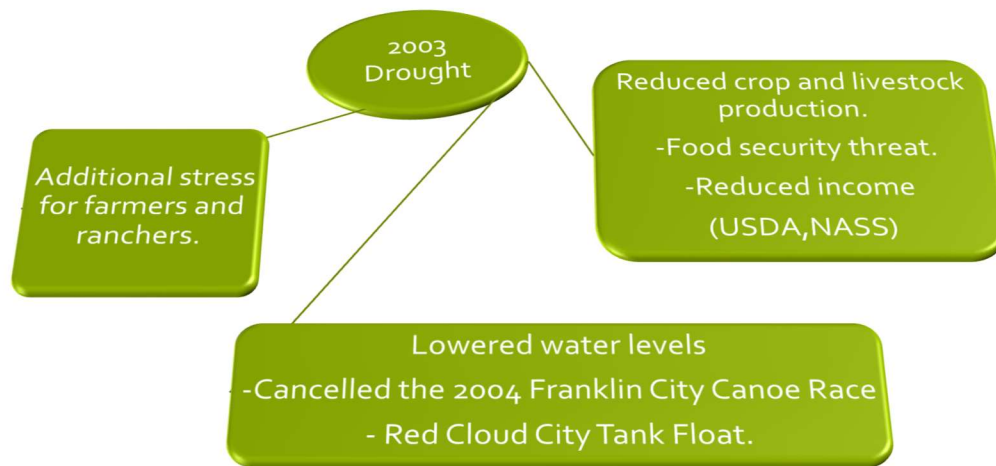 2003
Drought
Additional stress
for farmers and
ranchers.
Reduced crop and livestock
production.
-Food security threat.
-Reduced income
(USDA,NASS)
Lowered water levels
-Cancelled the 2004 Franklin City Canoe Race
- Red Cloud City Tank Float.